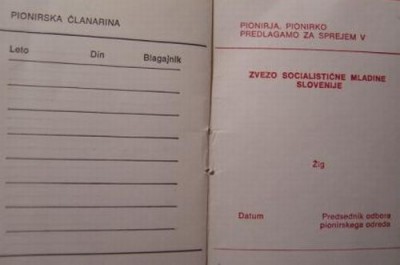 PIONIRSKA ČLANARINA
Leto Din Blagajnik
PIONIRJA, PIONIRKO
PREDLAGAMO ZA SPREJEM V
ZVEZO SOCIALISTIČNE MLADINE
SLOVENIJE
Žig
Datum Predsednik odbora
pionirskega odreda